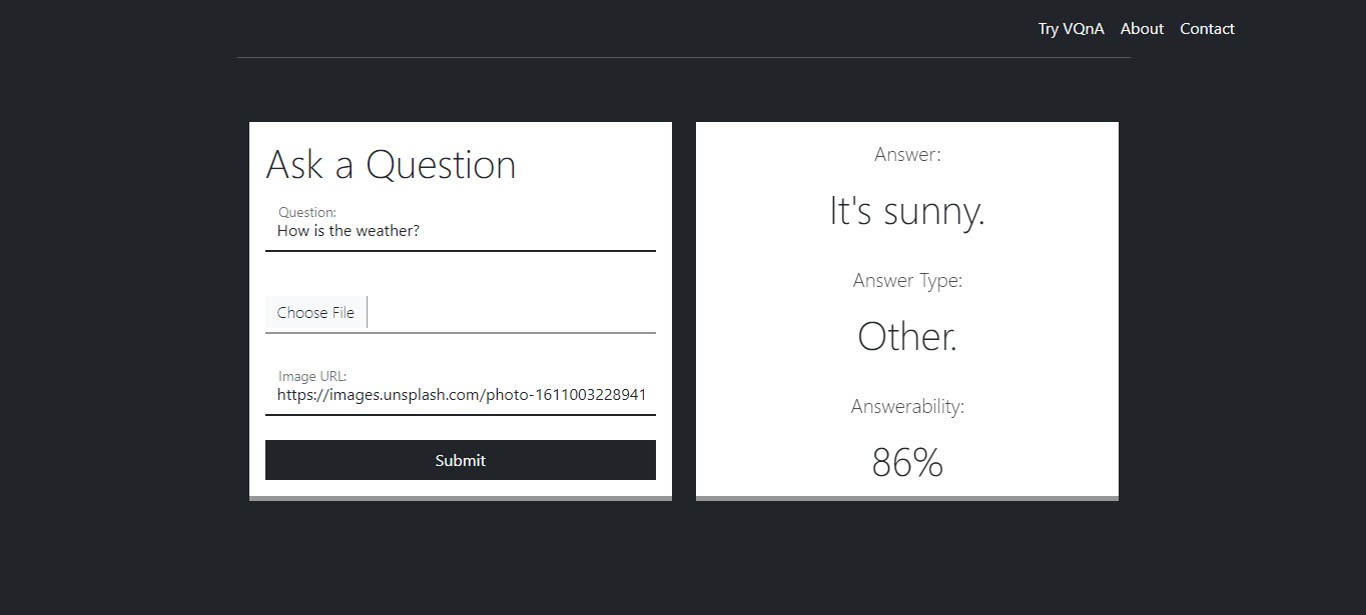 Try VQnA About Contact
Ask a Question
Question:
How is the weather?
Choose File
Image URL:
https://images.unsplash.com/photo-1611003228941
Submit
Answer:
It's sunny.
Answer Type:
Other.
Answerability:
86%